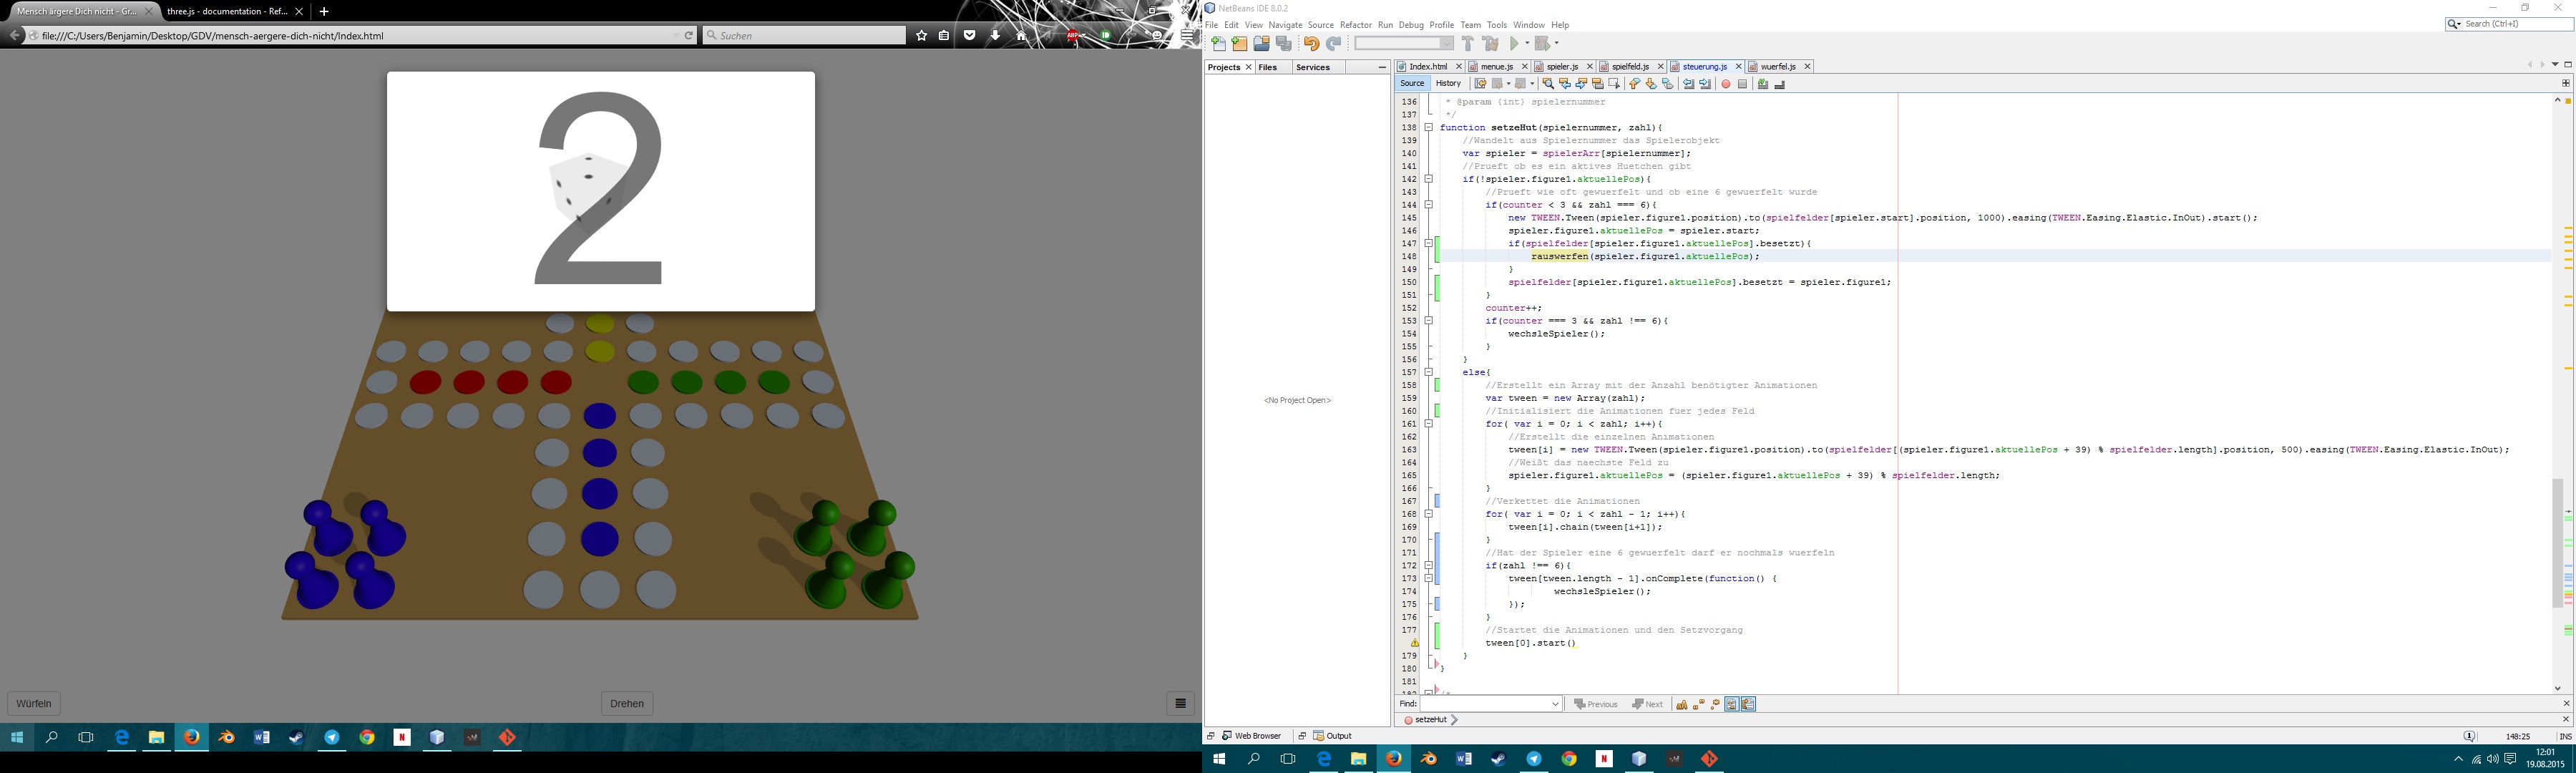 Mensch ärgere Dich nicht - Gr...
three.js - documentation - Ref...
file:///C:/Users/Benjamin/Desktop/GDV/mensch-aergere-dich-nicht/Index.html
Suchen
ABP
2
Würfeln
Drehen
NetBeans IDE 8.0.2
File Edit View Navigate Source Refactor Run Debug Profile Team Tools Window Help
Search (Ctrl+I)
Projects Files Services
Index.html menue.js spieler.js spielfeld.js steuerung.js wuerfel.js
Source History
<No Project Open>
136 * @param {int} spielernummer
137 */
138 function setzeHut(spielernummer, zahl){
139 //Wandelt aus Spielernummer das Spielerobjekt
140 var spieler = spielerArr[spielernummer];
141 //Prueft ob es ein aktives Huetchen gibt
142 if(!spieler.figure1.aktuellePos){
143 //Prueft wie oft gewuerfelt und ob eine 6 gewuerfelt wurde
144 if(counter < 3 && zahl === 6){
145 new TWEEN.Tween(spieler.figure1.position).to(spielfelder[spieler.start].position, 1000).easing(TWEEN.Easing.Elastic.InOut).start();
146 spieler.figure1.aktuellePos = spieler.start;
147 if(spielfelder[spieler.figure1.aktuellePos].besetzt){
148 rauswerfen(spieler.figure1.aktuellePos);
149 }
150 spielfelder[spieler.figure1.aktuellePos].besetzt = spieler.figure1;
151 }
152 counter++;
153 if(counter === 3 && zahl !== 6){
154 wechsleSpieler();
155 }
156 }
157 else{
158 //Erstellt ein Array mit der Anzahl benötigter Animationen
159 var tween = new Array(zahl);
160 //Initialisiert die Animationen fuer jedes Feld
161 for( var i = 0; i < zahl; i++){
162 //Erstellt die einzelnen Animationen
163 tween[i] = new TWEEN.Tween(spieler.figure1.position).to(spielfelder[(spieler.figure1.aktuellePos + 39) % spielfelder.length].position, 500).easing(TWEEN.Easing.Elastic.InOut);
164 //Weißt das naechste Feld zu
165 spieler.figure1.aktuellePos = (spieler.figure1.aktuellePos + 39) % spielfelder.length;
166 }
167 //Verkettet die Animationen
168 for( var i = 0; i < zahl - 1; i++){
169 tween[i].chain(tween[i+1]);
170 }
171 //Hat der Spieler eine 6 gewuerfelt darf er nochmals wuerfeln
172 if(zahl !== 6){
173 tween[tween.length - 1].onComplete(function() {
174 wechsleSpieler();
175 });
176 }
177 //Startet die Animationen und den Setzvorgang
tween[0].start()
179 }
180 }
181
Find: Previous Next
setzeHut
Web Browser Output
148:25 INS
12:01
19.08.2015